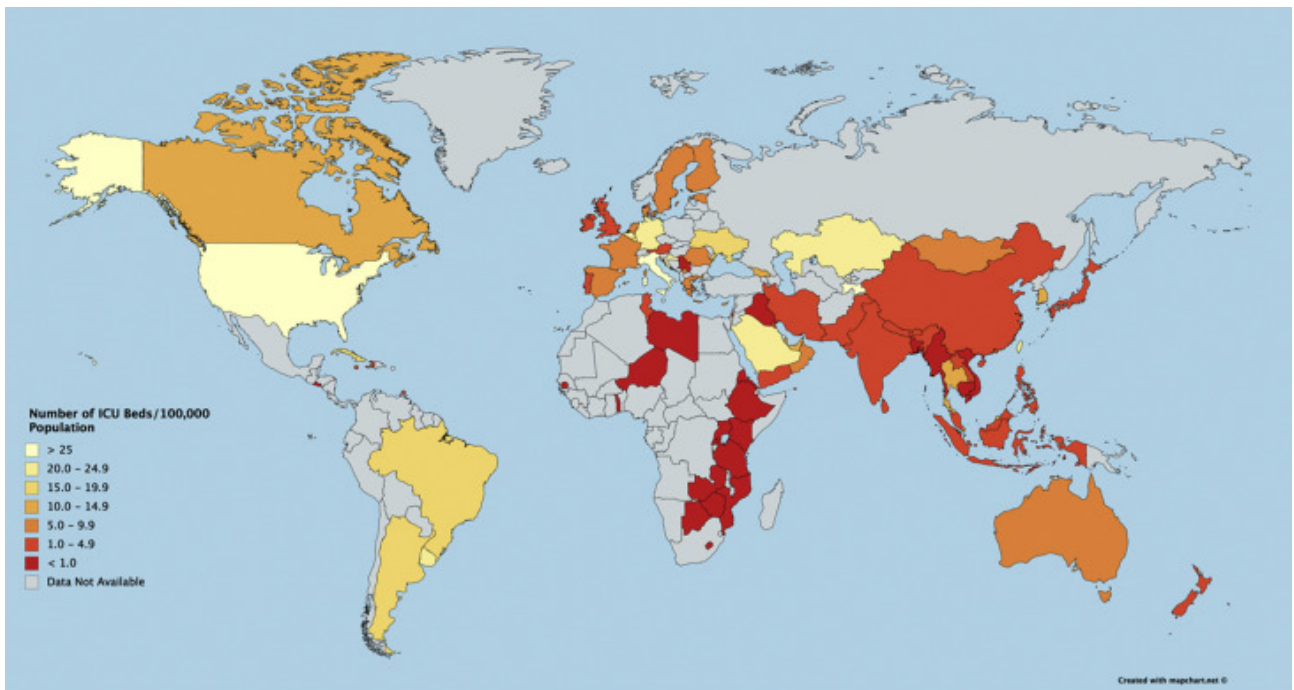 Number of ICU Beds/100,000
Population
> 25
20.0 - 24.9
15.0 - 19.9
10.0 - 14.9
5.0 - 9.9
1.0 - 4.9
< 1.0
Data Not Available
Created with mapchart.net ©